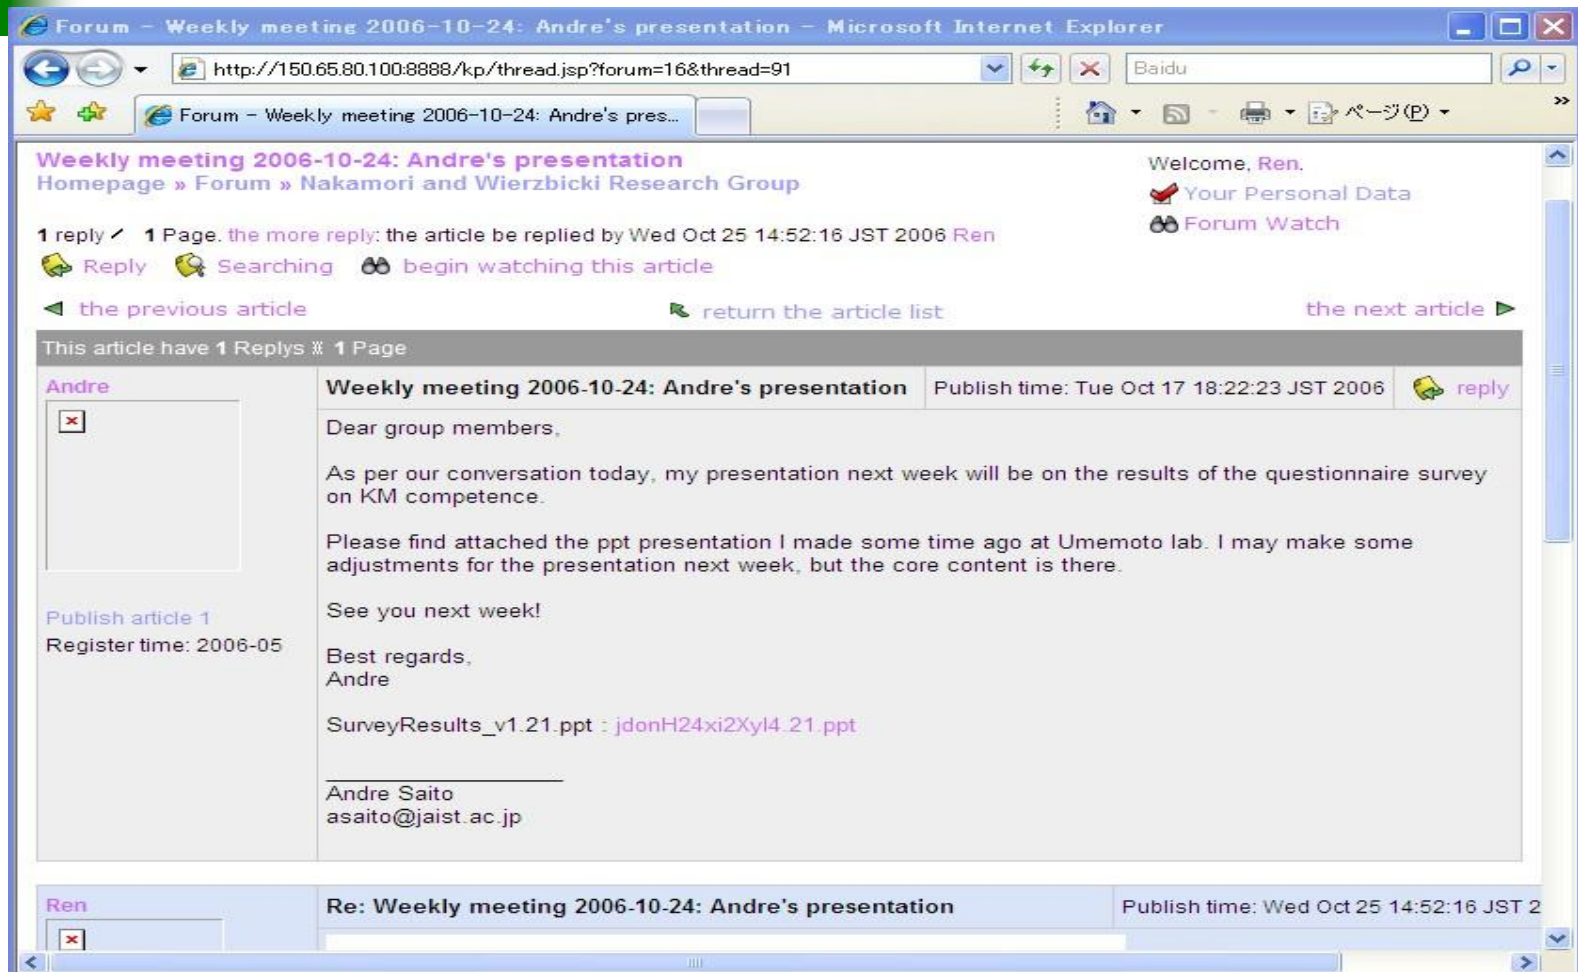 Forum - Weekly meeting 2006-10-24: Andre's presentation - Microsoft Internet Explorer
http://150.65.80.100:8888/kp/thread.jsp?forum=16&thread=91
Baidu
Forum - Weekly meeting 2006-10-24: Andre's pres...
ページ(P)
Weekly meeting 2006-10-24: Andre's presentation
Homepage » Forum » Nakamori and Wierzbicki Research Group
Welcome, Ren.
Your Personal Data
Forum Watch
1 reply / 1 Page. the more reply: the article be replied by Wed Oct 25 14:52:16 JST 2006 Ren
Reply Searching begin watching this article
the previous article return the article list the next article
This article have 1 Replys 1 Page
Andre
Weekly meeting 2006-10-24: Andre's presentation Publish time: Tue Oct 17 18:22:23 JST 2006 reply
Dear group members,
As per our conversation today, my presentation next week will be on the results of the questionnaire survey
on KM competence.
Please find attached the ppt presentation I made some time ago at Umemoto lab. I may make some
adjustments for the presentation next week, but the core content is there.
See you next week!
Best regards,
Andre
SurveyResults_v1.21.ppt : jdonH24xi2Xyl4.21.ppt
Andre Saito
asaito@jaist.ac.jp
Publish article 1
Register time: 2006-05
Ren
Re: Weekly meeting 2006-10-24: Andre's presentation Publish time: Wed Oct 25 14:52:16 JST 2